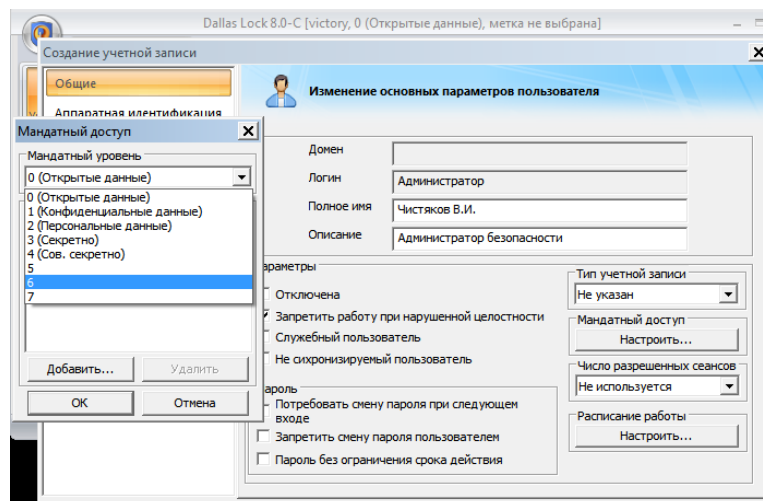 Dallas Lock 8.0-C [victory, 0 (Открытые данные), метка не выбрана]
Создание учетной записи
Общие
Аппаратная идентификация
Изменение основных параметров пользователя
Мандатный доступ
Мандатный уровень
0 (Открытые данные)
0 (Открытые данные)
1 (Конфиденциальные данные)
2 (Персональные данные)
3 (Секретно)
4 (Сов. секретно)
5
6
7
Добавить...
Удалить
ОК
Отмена
Домен
Логин
Администратор
Полное имя
Чистяков В.И.
Описание
Администратор безопасности
араметры
Отключена
Запретить работу при нарушенной целостности
Служебный пользователь
Не сихронизируемый пользователь
ароль
Потребовать смену пароля при следующем
входе
Запретить смену пароля пользователем
Пароль без ограничения срока действия
Тип учетной записи
Не указан
Мандатный доступ
Настроить...
Число разрешенных сеансов
Не используется
Расписание работы
Настроить...